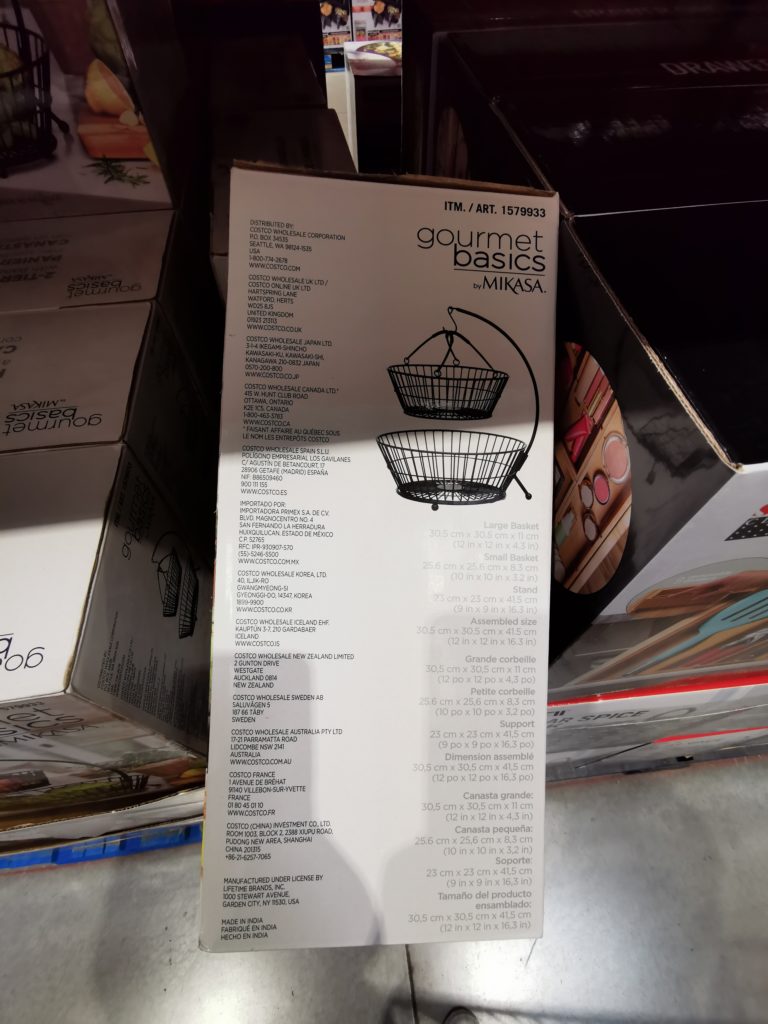 ITM. / ART. 1579933
gourmet
basics
by MIKASA.
DISTRIBUTED BY:
COSTCO WHOLESALE CORPORATION
P.O. BOX 34535
SEATTLE, WA 98124-1535
USA
1-800-774-2678
WWW.COSTCO.COM
COSTCO WHOLESALE UK LTD /
COSTCO ONLINE UK LTD
HARTSPRING LANE
WATFORD, HERTS
WD25 8JS
UNITED KINGDOM
01923 213113
WWW.COSTCO.CO.UK
COSTCO WHOLESALE JAPAN LTD.
3-1-4 IKEGAMI-SHINCHO
KAWASAKI-KU, KAWASAKI-SHI,
KANAGAWA 210-0832 JAPAN
0570-200-800
WWW.COSTCO.CO.JP
COSTCO WHOLESALE CANADA LTD.*
415 W. HUNT CLUB ROAD
OTTAWA, ONTARIO
K2E 1C5, CANADA
1-800-463-3783
WWW.COSTCO.CA
* FAISANT AFFAIRE AU QUÉBEC SOUS
LE NOM LES ENTREPÔTS COSTCO
COSTCO WHOLESALE SPAIN S.L.U.
POLÍGONO EMPRESARIAL LOS GAVILANES
C/ AGUSTÍN DE BETANCOURT, 17
28906 GETAFE (MADRID) ESPAÑA
NIF: B86509460
900 111 155
WWW.COSTCO.ES
IMPORTADO POR:
IMPORTADORA PRIMEX S.A. DE C.V.
BLVD. MAGNOCENTRO NO. 4
SAN FERNANDO LA HERRADURA
HUIXQUILUCAN, ESTADO DE MÉXICO
C.P. 52765
RFC: IPR-930907-S70
(55)-5246-5500
WWW.COSTCO.COM.MX
COSTCO WHOLESALE KOREA, LTD.
40, ILJIK-RO
GWANGMYEONG-SI
GYEONGGI-DO, 14347, KOREA
1899-9900
WWW.COSTCO.CO.KR
COSTCO WHOLESALE ICELAND EHF.
KAUPTÚN 3-7, 210 GARDABAER
ICELAND
WWW.COSTCO.IS
COSTCO WHOLESALE NEW ZEALAND LIMITED
2 GUNTON DRIVE
WESTGATE
AUCKLAND 0814
NEW ZEALAND
COSTCO WHOLESALE SWEDEN AB
SALUVÄGEN 5
187 66 TÄBY
SWEDEN
COSTCO WHOLESALE AUSTRALIA PTY LTD
17-21 PARRAMATTA ROAD
LIDCOMBE NSW 2141
AUSTRALIA
WWW.COSTCO.COM.AU
COSTCO FRANCE
1 AVENUE DE BRÉHAT
91140 VILLEBON-SUR-YVETTE
FRANCE
01 80 45 01 10
WWW.COSTCO.FR
COSTCO (CHINA) INVESTMENT CO., LTD.
ROOM 1003, BLOCK 2, 2388 XIUPU ROAD,
PUDONG NEW AREA, SHANGHAI
CHINA 201315
+86-21-6257-7065
MANUFACTURED UNDER LICENSE BY
LIFETIME BRANDS, INC.
1000 STEWART AVENUE,
GARDEN CITY, NY 11530, USA
MADE IN INDIA
FABRIQUÉ EN INDIA
HECHO EN INDIA
Large Basket
30.5 cm x 30.5 cm x 11 cm
(12 in x 12 in x 4.3 in)
Small Basket
25.6 cm x 25.6 cm x 8.3 cm
(10 in x 10 in x 3.2 in)
Stand
23 cm x 23 cm x 41.5 cm
(9 in x 9 in x 16.3 in)
Assembled size
30.5 cm x 30.5 cm x 41.5 cm
(12 in x 12 in x 16.3 in)
Grande corbeille
30,5 cm x 30,5 cm x 11 cm
(12 po x 12 po x 4,3 po)
Petite corbeille
25,6 cm x 25,6 cm x 8,3 cm
(10 po x 10 po x 3,2 po)
Support
23 cm x 23 cm x 41,5 cm
(9 po x 9 po x 16,3 po)
Dimension assemblé
30,5 cm x 30,5 cm x 41,5 cm
(12 po x 12 po x 16,3 po)
Canasta grande:
30,5 cm x 30,5 cm x 11 cm
(12 in x 12 in x 4,3 in)
Canasta pequeña:
25,6 cm x 25,6 cm x 8,3 cm
(10 in x 10 in x 3,2 in)
Soporte:
23 cm x 23 cm x 41,5 cm
(9 in x 9 in x 16,3 in)
Tamaño del producto
ensamblado:
30,5 cm x 30,5 cm x 41,5 cm
(12 in x 12 in x 16,3 in)
2-TIER
gourmet
basics
by MIKASA
gourmet
basics
by MIKASA
gourmet
basics
SPICE